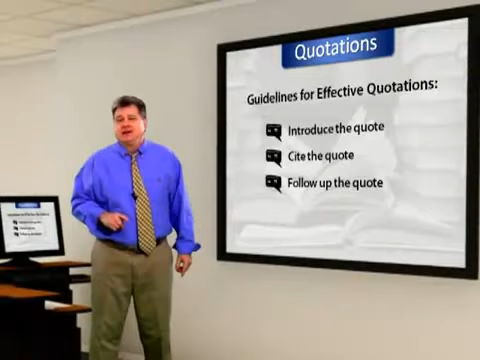 Quotations
Guidelines for Effective Quotations:
Introduce the quote
Cite the quote
Follow up the quote